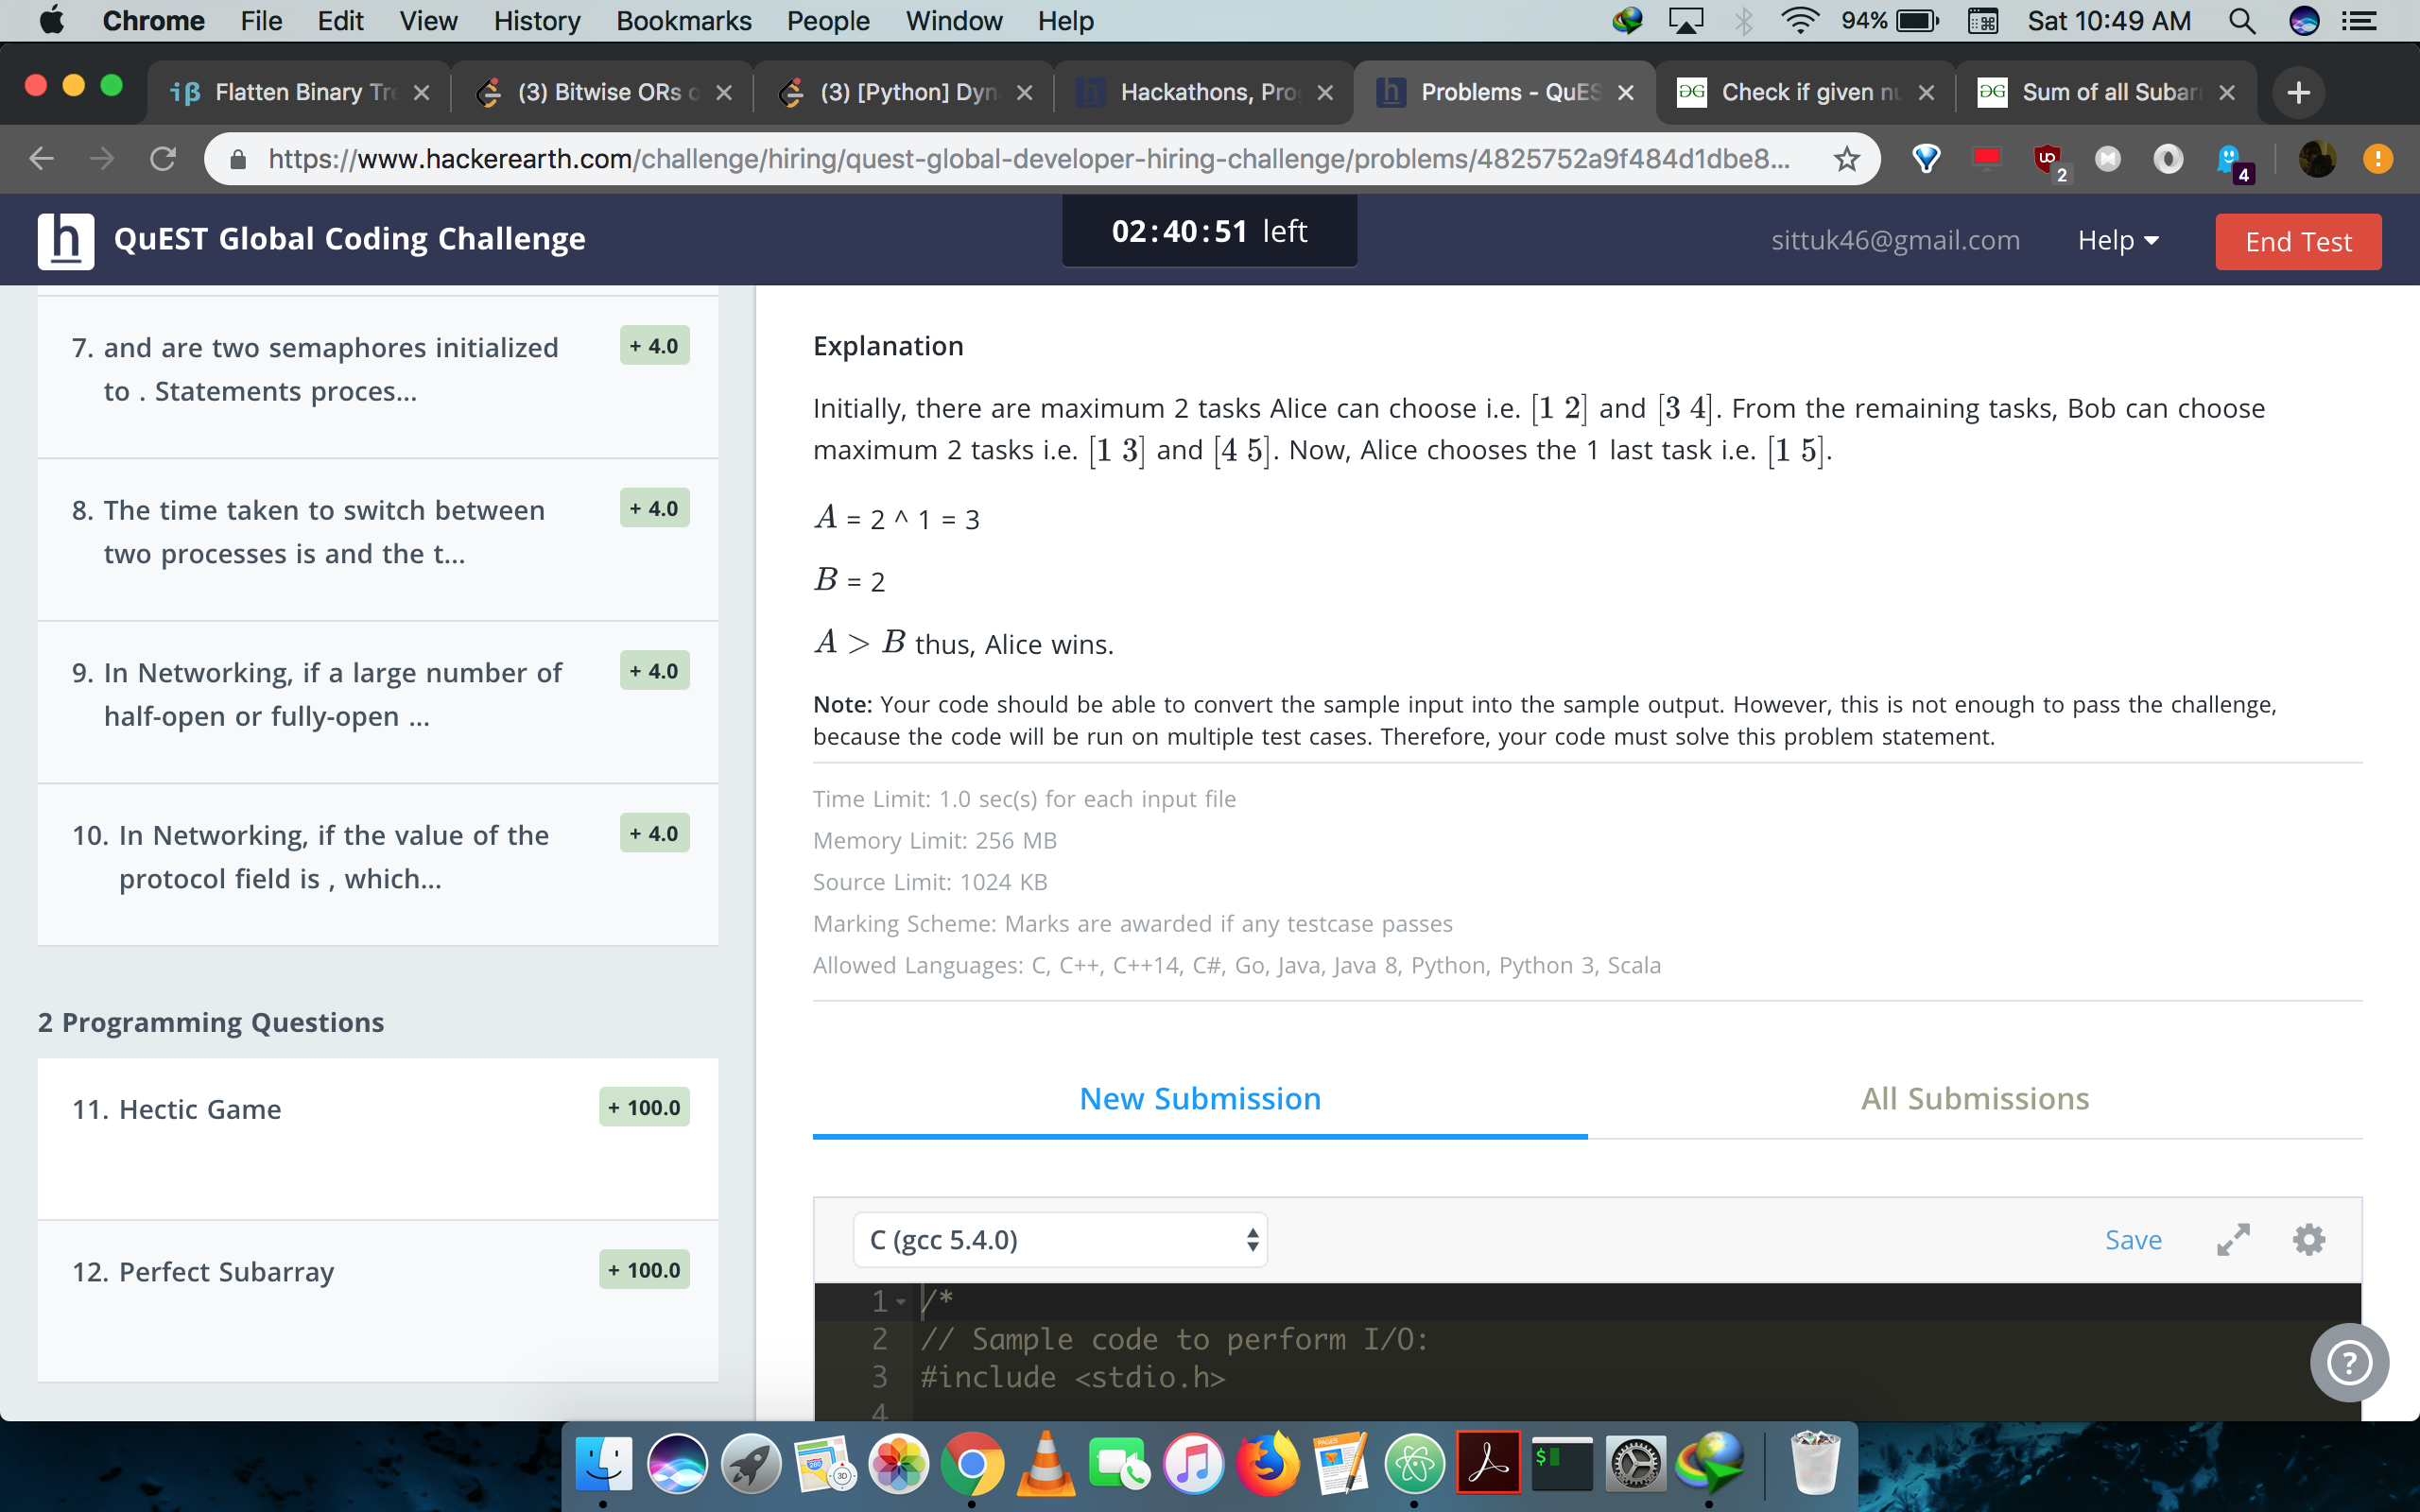 Chrome File Edit View History Bookmarks People Window Help 94% Sat 10:49 AM
iβ Flatten Binary Tre (3) Bitwise ORs o (3) [Python] Dyn Hackathons, Pro Problems - QuES Check if given nu Sum of all Subarr
https://www.hackerearth.com/challenge/hiring/quest-global-developer-hiring-challenge/problems/4825752a9f484d1dbe8... 2 4
h QuEST Global Coding Challenge
02:40:51 left
sittuk46@gmail.com Help End Test
7. and are two semaphores initialized
to . Statements proces...
+ 4.0
8. The time taken to switch between
two processes is and the t...
+ 4.0
9. In Networking, if a large number of
half-open or fully-open ...
+ 4.0
10. In Networking, if the value of the
protocol field is , which...
+ 4.0
2 Programming Questions
11. Hectic Game + 100.0
12. Perfect Subarray + 100.0
Explanation
Initially, there are maximum 2 tasks Alice can choose i.e. [1 2] and [3 4]. From the remaining tasks, Bob can choose
maximum 2 tasks i.e. [1 3] and [4 5]. Now, Alice chooses the 1 last task i.e. [1 5].
A = 2 ^ 1 = 3
B = 2
A > B thus, Alice wins.
Note: Your code should be able to convert the sample input into the sample output. However, this is not enough to pass the challenge,
because the code will be run on multiple test cases. Therefore, your code must solve this problem statement.
Time Limit: 1.0 sec(s) for each input file
Memory Limit: 256 MB
Source Limit: 1024 KB
Marking Scheme: Marks are awarded if any testcase passes
Allowed Languages: C, C++, C++14, C#, Go, Java, Java 8, Python, Python 3, Scala
New Submission All Submissions
C (gcc 5.4.0) Save
1 /*
2 // Sample code to perform I/O:
3 #include <stdio.h>
4
?